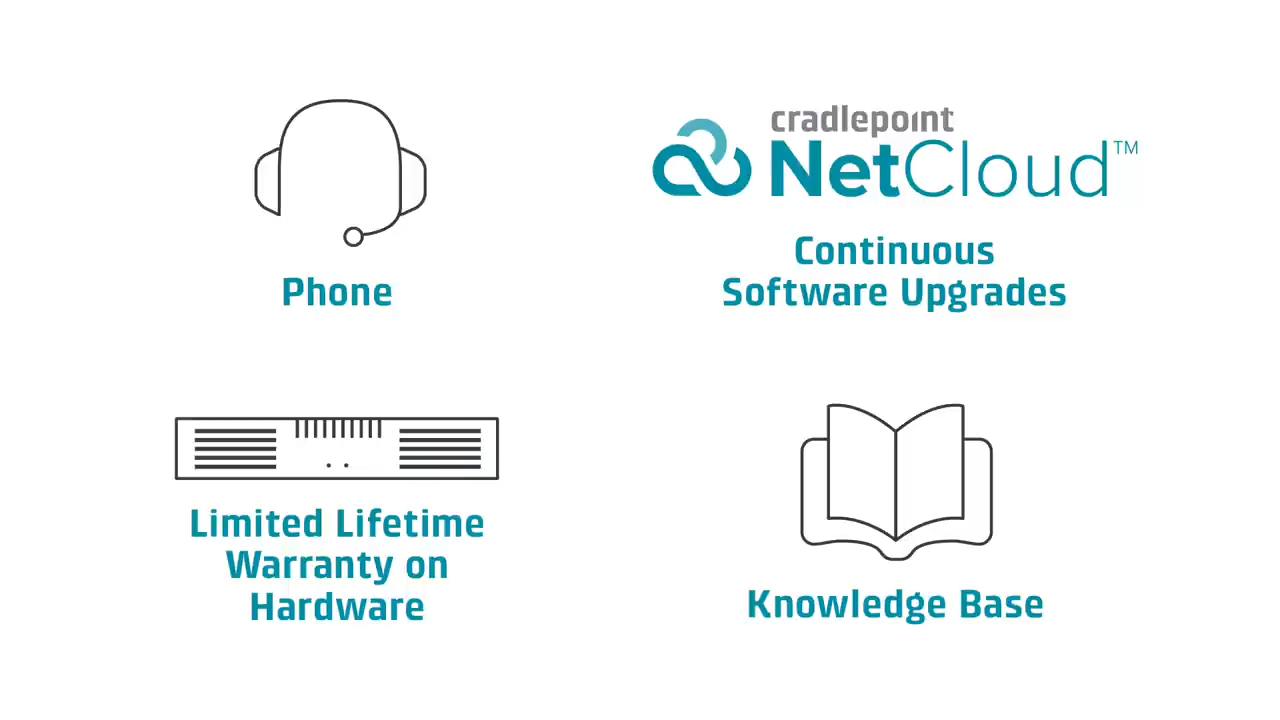 cradlepoint
NetCloud™
Phone
Continuous
Software Upgrades
Limited Lifetime
Warranty on
Hardware
Knowledge Base